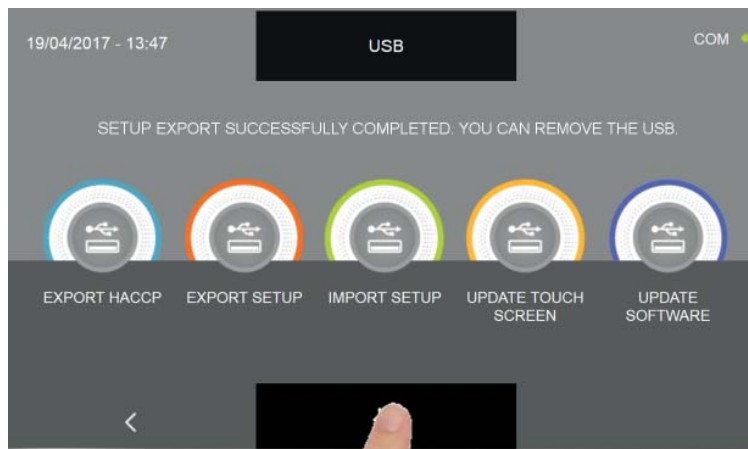 19/04/2017 - 13:47
USB
COM
SETUP EXPORT SUCCESSFULLY COMPLETED. YOU CAN REMOVE THE USB.
EXPORT HACCP
EXPORT SETUP
IMPORT SETUP
UPDATE TOUCH
SCREEN
UPDATE
SOFTWARE